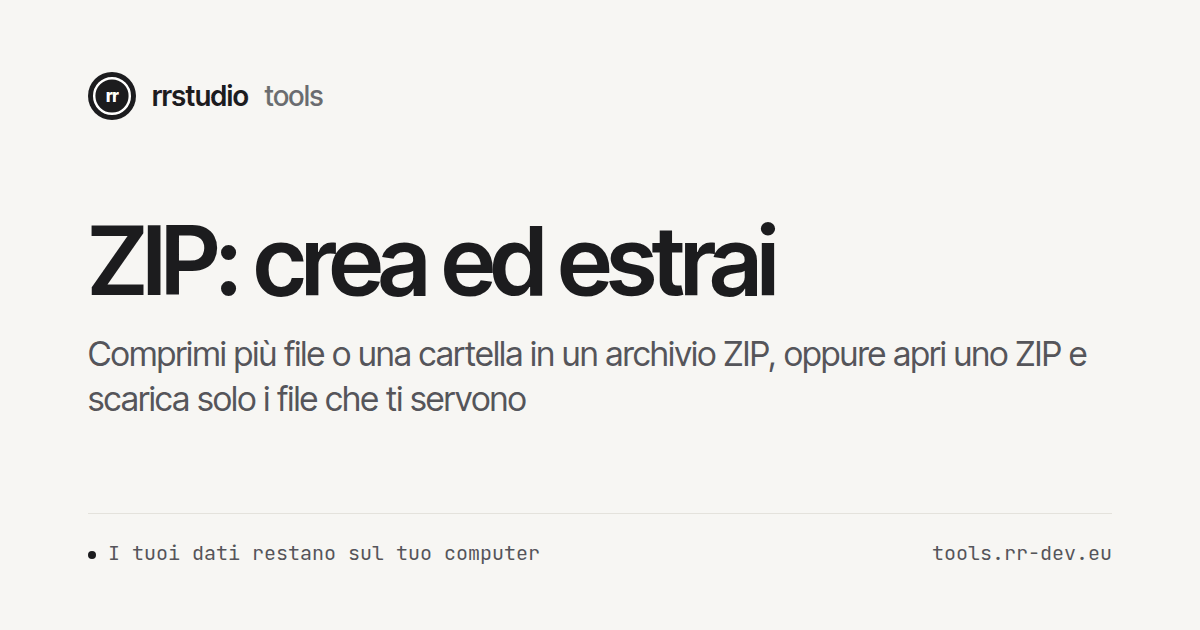 rr rrstudio tools
ZIP: crea ed estrai
Comprimi più file o una cartella in un archivio ZIP, oppure apri uno ZIP e
scarica solo i file che ti servono
I tuoi dati restano sul tuo computer
tools.rr-dev.eu